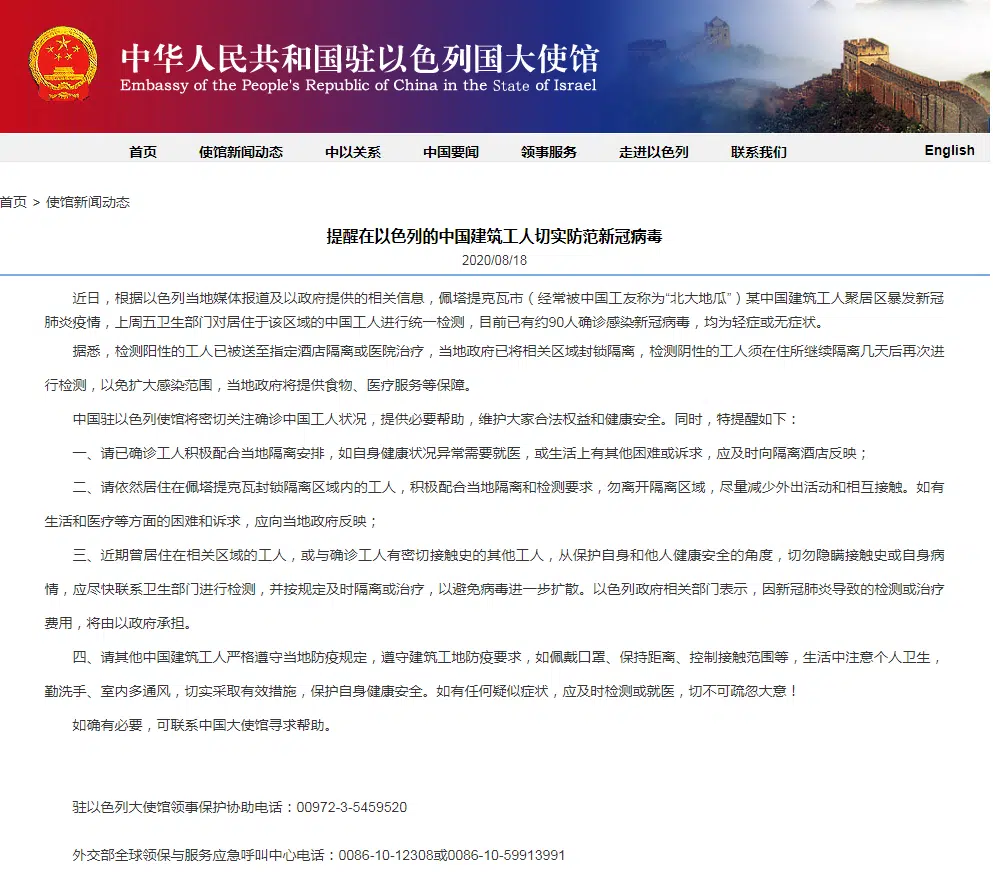 中华人民共和国驻以色列国大使馆
Embassy of the People's Republic of China in the State of Israel
首页 使馆新闻动态 中以关系 中国要闻 领事服务 走进以色列 联系我们 English
首页 > 使馆新闻动态
提醒在以色列的中国建筑工人切实防范新冠病毒
2020/08/18
近日，根据以色列当地媒体报道及以政府提供的相关信息，佩塔提克瓦市（经常被中国工友称为“北大地瓜”）某中国建筑工人聚居区暴发新冠
肺炎疫情，上周五卫生部门对居住于该区域的中国工人进行统一检测，目前已有约90人确诊感染新冠病毒，均为轻症或无症状。
据悉，检测阳性的工人已被送至指定酒店隔离或医院治疗，当地政府已将相关区域封锁隔离，检测阴性的工人须在住所继续隔离几天后再次进
行检测，以免扩大感染范围，当地政府将提供食物、医疗服务等保障。
中国驻以色列使馆将密切关注确诊中国工人状况，提供必要帮助，维护大家合法权益和健康安全。同时，特提醒如下：
一、请已确诊工人积极配合当地隔离安排，如自身健康状况异常需要就医，或生活上有其他困难或诉求，应及时向隔离酒店反映；
二、请依然居住在佩塔提克瓦封锁隔离区域内的工人，积极配合当地隔离和检测要求，勿离开隔离区域，尽量减少外出活动和相互接触。如有
生活和医疗等方面的困难和诉求，应向当地政府反映；
三、近期曾居住在相关区域的工人，或与确诊工人有密切接触史的其他工人，从保护自身和他人健康安全的角度，切勿隐瞒接触史或自身病
情，应尽快联系卫生部门进行检测，并按规定及时隔离或治疗，以避免病毒进一步扩散。以色列政府相关部门表示，因新冠肺炎导致的检测或治疗
费用，将由以政府承担。
四、请其他中国建筑工人严格遵守当地防疫规定，遵守建筑工地防疫要求，如佩戴口罩、保持距离、控制接触范围等，生活中注意个人卫生，
勤洗手、室内多通风，切实采取有效措施，保护自身健康安全。如有任何疑似症状，应及时检测或就医，切不可疏忽大意！
如确有必要，可联系中国大使馆寻求帮助。
驻以色列大使馆领事保护协助电话：00972-3-5459520
外交部全球领保与服务应急呼叫中心电话：0086-10-12308或0086-10-59913991